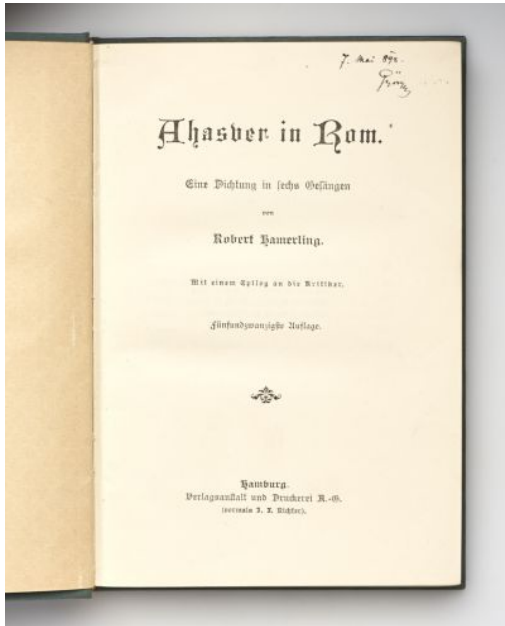 7. Mai 892.
Ahasver in Rom.
Eine Dichtung in sechs Gesängen
von
Robert Hamerling.
Mit einem Epilog an die Kritiker.
Fünfundzwanzigste Auflage.
Hamburg.
Verlagsanstalt und Druckerei A.-G.
(vormals J. F. Richter).